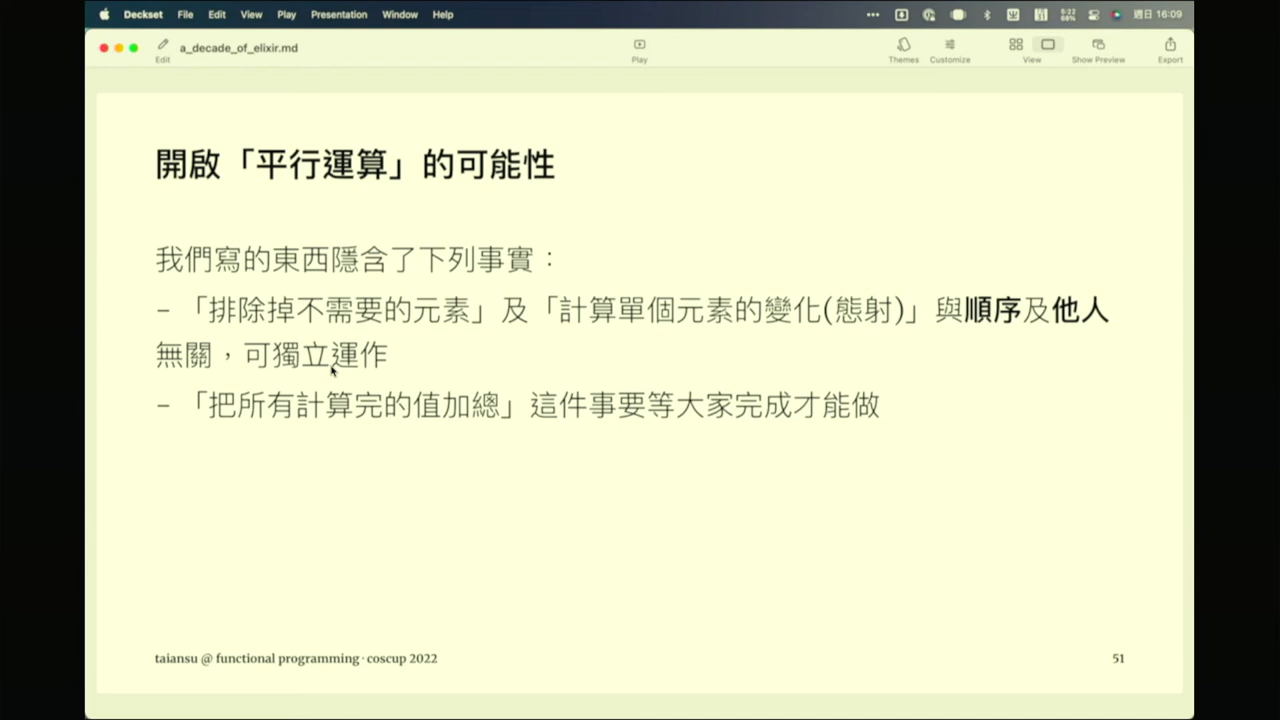 Deckset File Edit View Play Presentation Window Help 週日 16:09
a_decade_of_elixir.md
Edit Play Themes Customize View Show Preview Export
開啟「平行運算」的可能性
我們寫的東西隱含了下列事實：
– 「排除掉不需要的元素」及「計算單個元素的變化(態射)」與順序及他人
無關，可獨立運作
– 「把所有計算完的值加總」這件事要等大家完成才能做
taiansu @ functional programming · coscup 2022
51